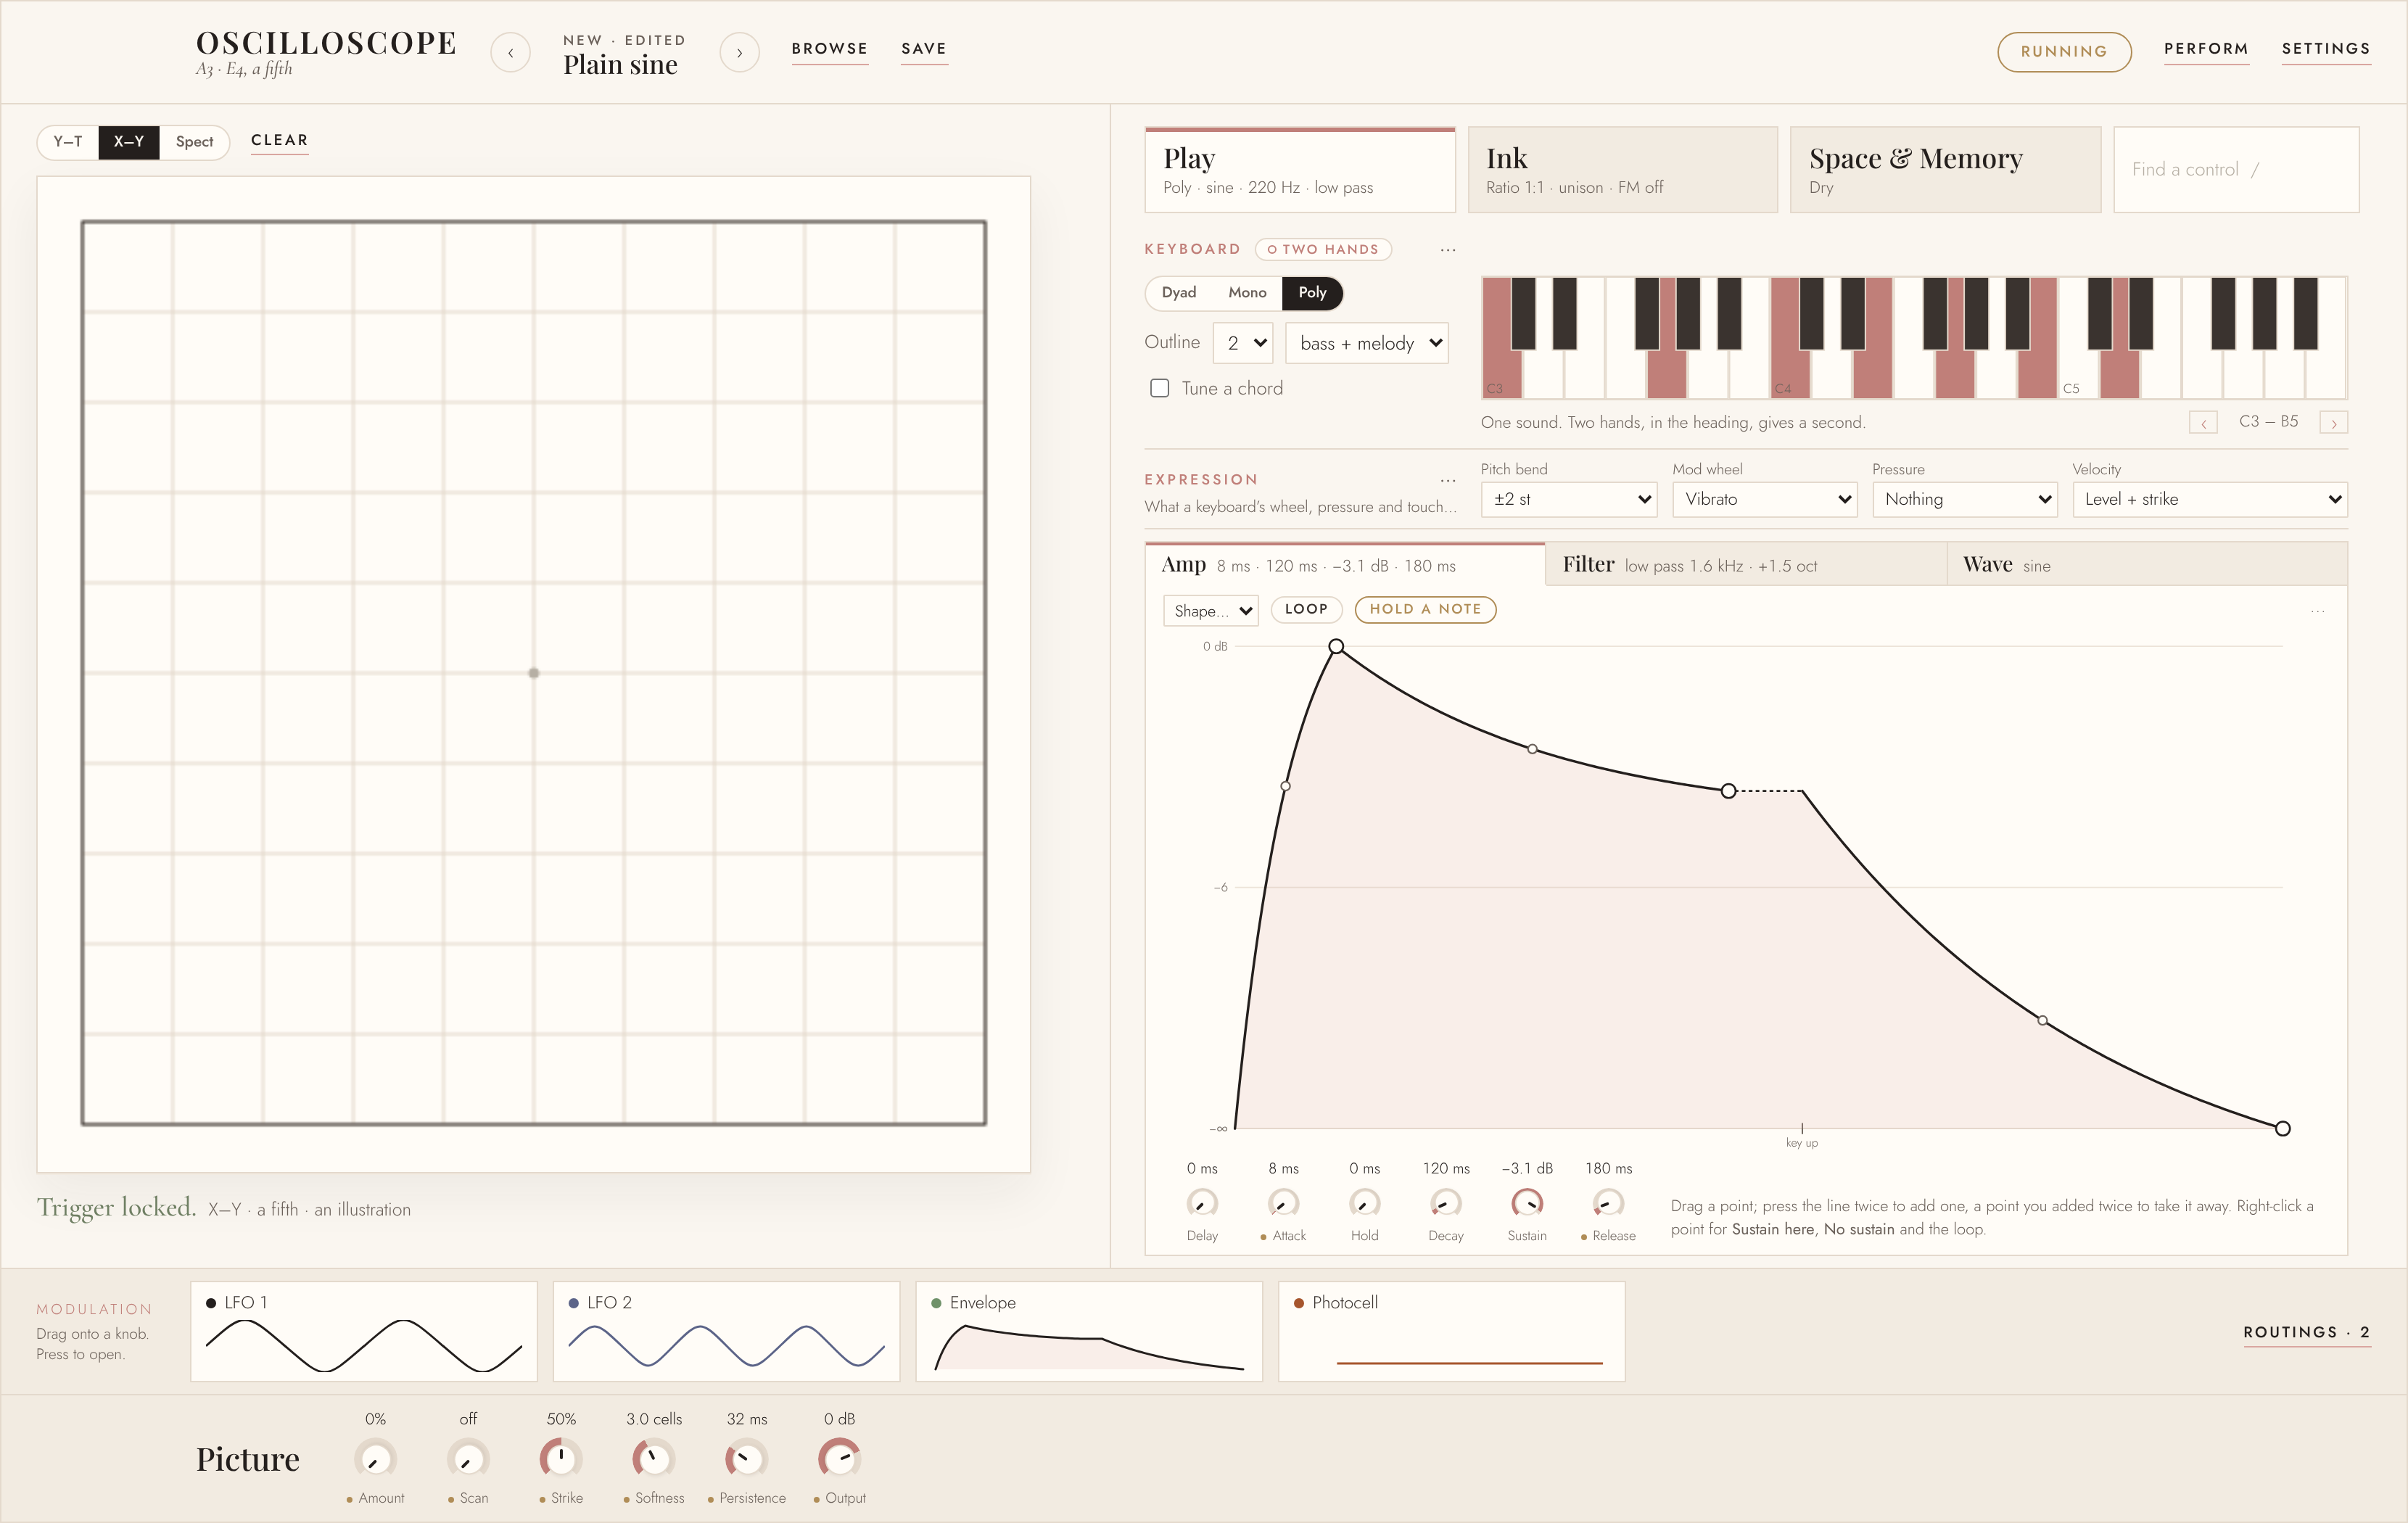 OSCILLOSCOPE
A3 · E4, a fifth
‹
NEW · EDITED
Plain sine
›
BROWSE
SAVE
RUNNING
PERFORM
SETTINGS
Y–T
X–Y
Spect
CLEAR
Play
Poly · sine · 220 Hz · low pass
Ink
Ratio 1:1 · unison · FM off
Space & Memory
Dry
Find a control /
KEYBOARD
TWO HANDS
...
Dyad
Mono
Poly
Outline
2
bass + melody
Tune a chord
C3
C4
C5
One sound. Two hands, in the heading, gives a second.
‹
C3 – B5
›
EXPRESSION
...
What a keyboard's wheel, pressure and touch...
Pitch bend
±2 st
Mod wheel
Vibrato
Pressure
Nothing
Velocity
Level + strike
Amp 8 ms · 120 ms · −3.1 dB · 180 ms
Filter low pass 1.6 kHz · +1.5 oct
Wave sine
Shape...
LOOP
HOLD A NOTE
...
0 dB
−6
−∞
key up
0 ms
8 ms
0 ms
120 ms
−3.1 dB
180 ms
Delay
Attack
Hold
Decay
Sustain
Release
Drag a point; press the line twice to add one, a point you added twice to take it away. Right-click a
point for Sustain here, No sustain and the loop.
Trigger locked. X–Y · a fifth · an illustration
MODULATION
Drag onto a knob.
Press to open.
LFO 1
LFO 2
Envelope
Photocell
ROUTINGS · 2
Picture
0%
off
50%
3.0 cells
32 ms
0 dB
Amount
Scan
Strike
Softness
Persistence
Output